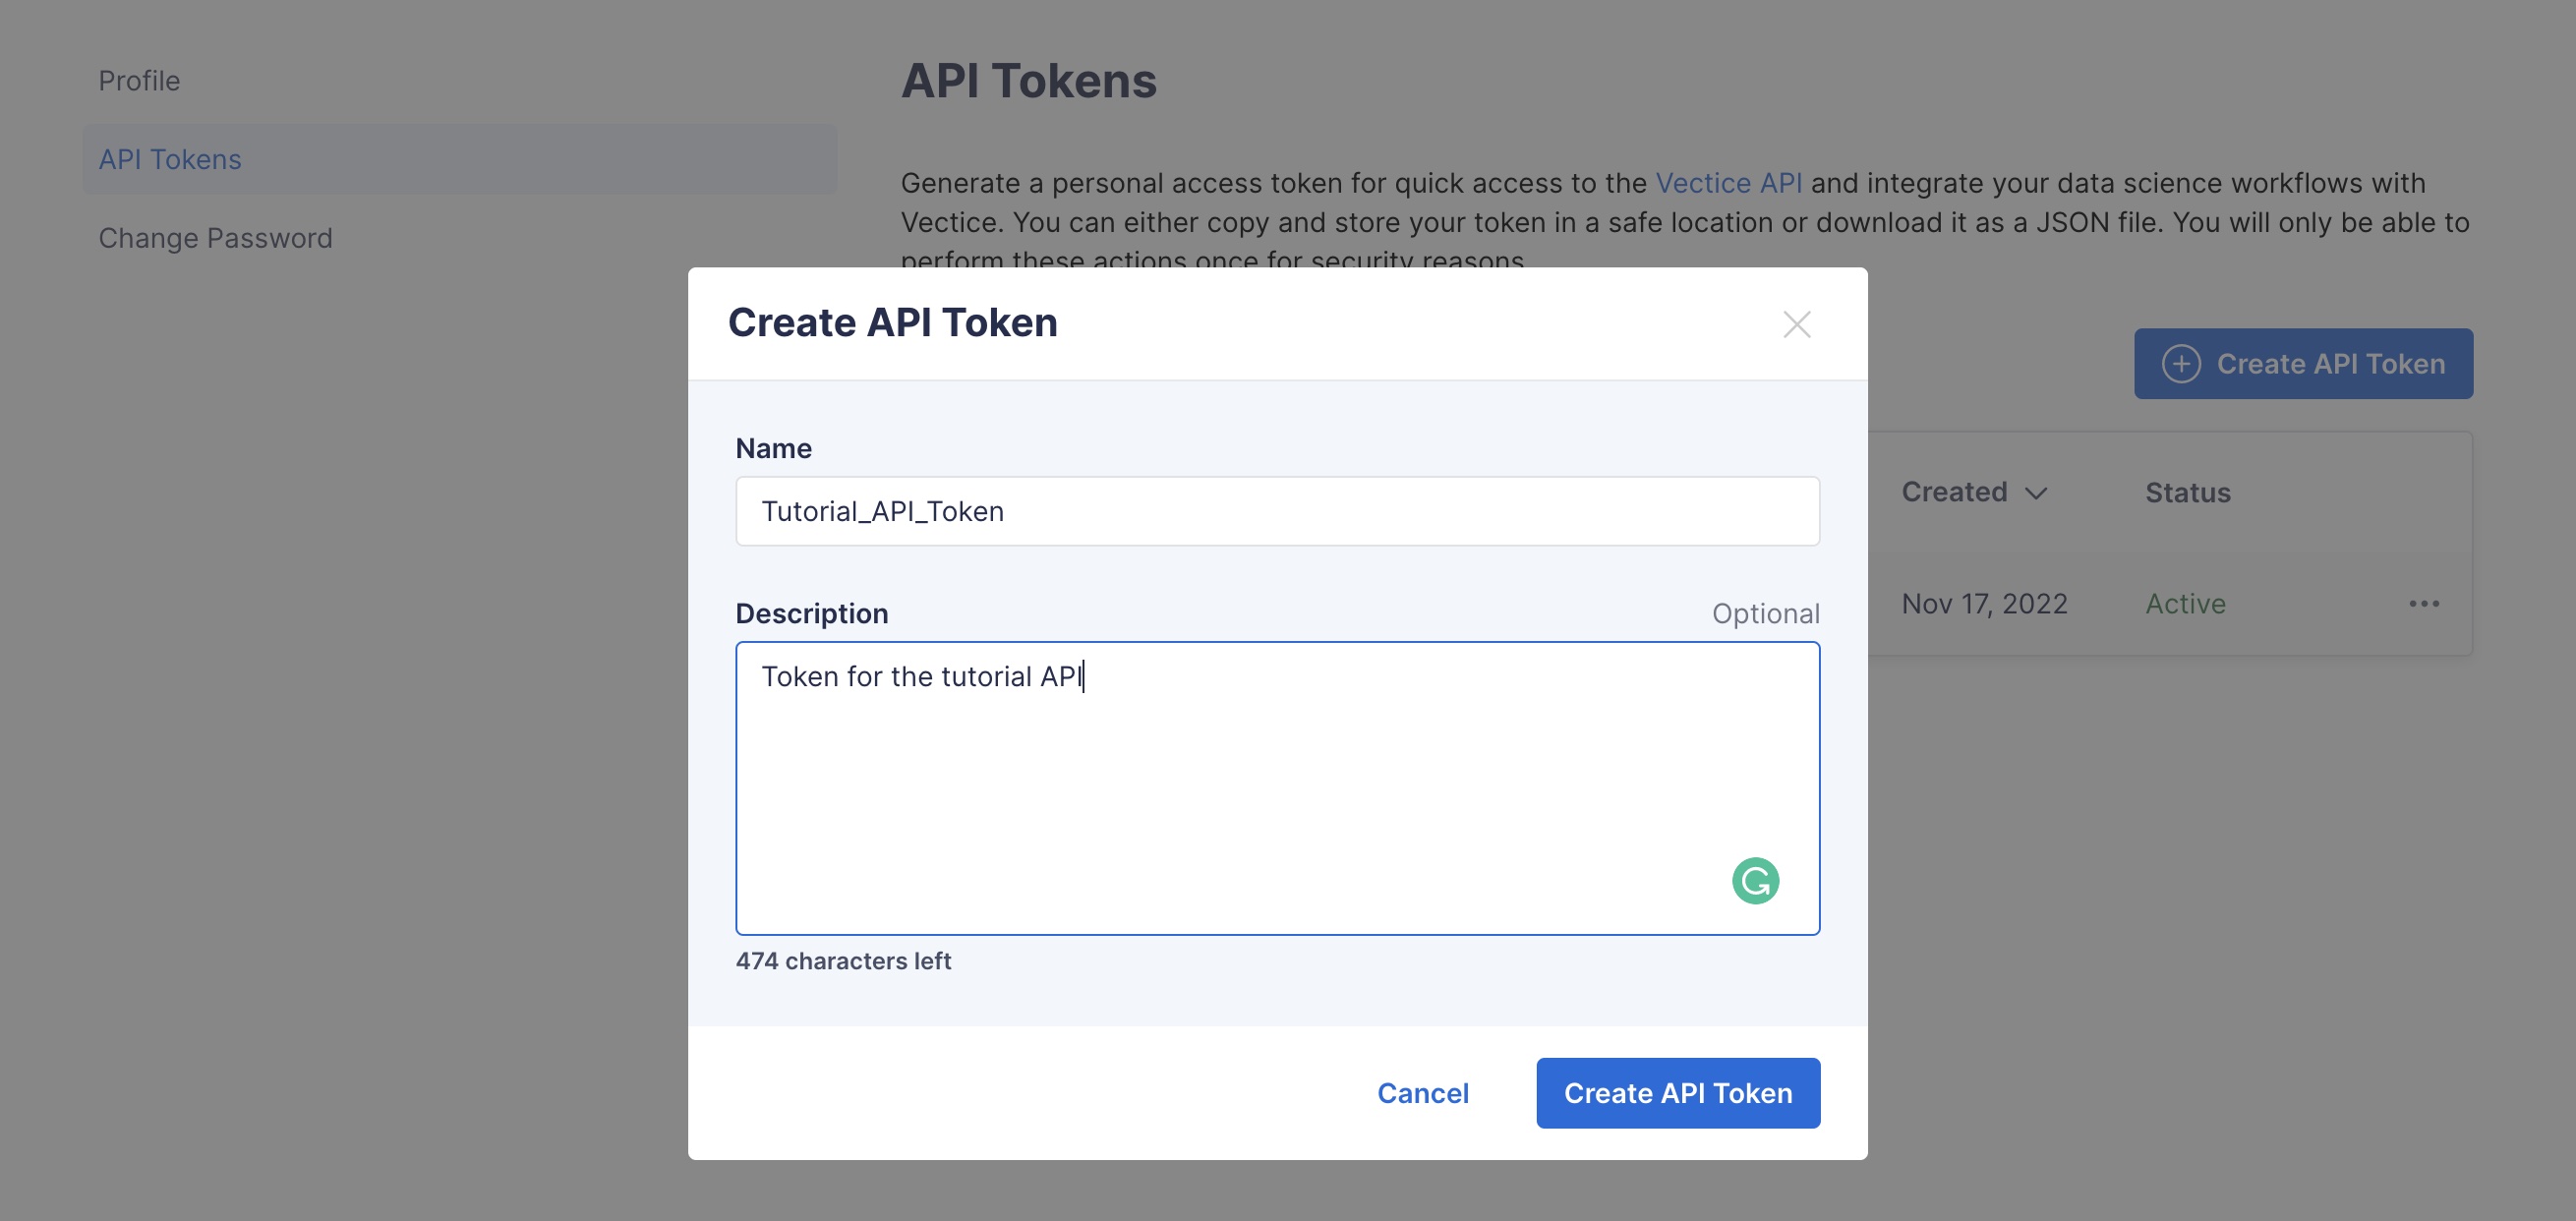 Profile
API Tokens
Change Password
API Tokens
Generate a personal access token for quick access to the Vectice API and integrate your data science workflows with
Vectice. You can either copy and store your token in a safe location or download it as a JSON file. You will only be able to
perform these actions once for security reasons
Create API Token
Created
Status
Nov 17, 2022
Active
Create API Token
Name
Tutorial_API_Token
Description
Optional
Token for the tutorial API
474 characters left
Cancel
Create API Token